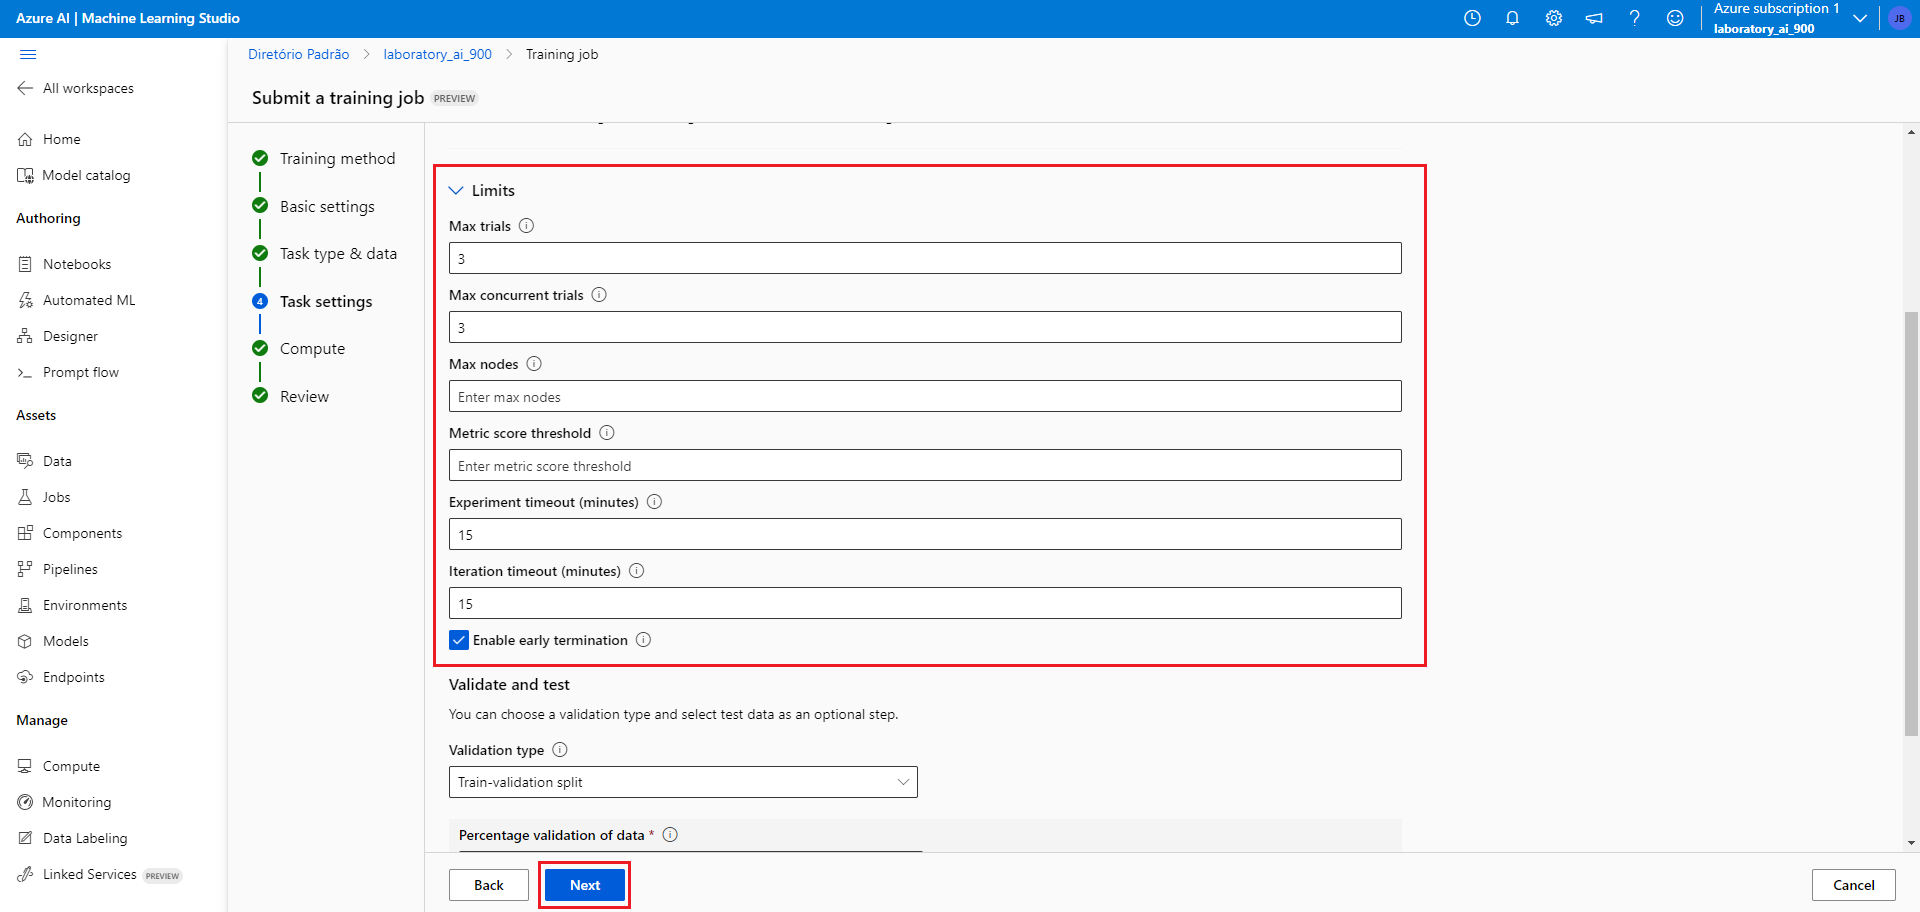 Azure AI | Machine Learning Studio
Azure subscription 1
laboratory_ai_900
JB
All workspaces
Home
Model catalog
Authoring
Notebooks
Automated ML
Designer
Prompt flow
Assets
Data
Jobs
Components
Pipelines
Environments
Models
Endpoints
Manage
Compute
Monitoring
Data Labeling
Linked Services PREVIEW
Diretório Padrão > laboratory_ai_900 > Training job
Submit a training job PREVIEW
Training method
Basic settings
Task type & data
4 Task settings
Compute
Review
Limits
Max trials
3
Max concurrent trials
3
Max nodes
Enter max nodes
Metric score threshold
Enter metric score threshold
Experiment timeout (minutes)
15
Iteration timeout (minutes)
15
Enable early termination
Validate and test
You can choose a validation type and select test data as an optional step.
Validation type
Train-validation split
Percentage validation of data *
Back
Next
Cancel